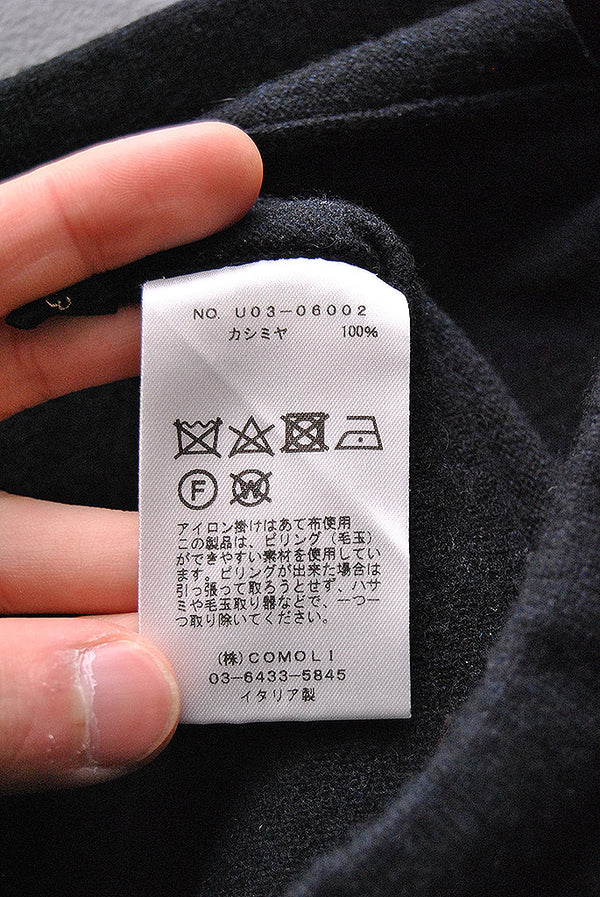 NO. U03-06002
カシミヤ 100%
F W
アイロン掛けはあて布使用
この製品は、ピリング（毛玉）
ができやすい素材を使用してい
ます。ピリングが出来た場合は
引っ張って取ろうとせず、ハサ
ミや毛玉取り器などで、一つ一
つ取り除いてください。
（株）COMOLI
03-6433-5845
イタリア製